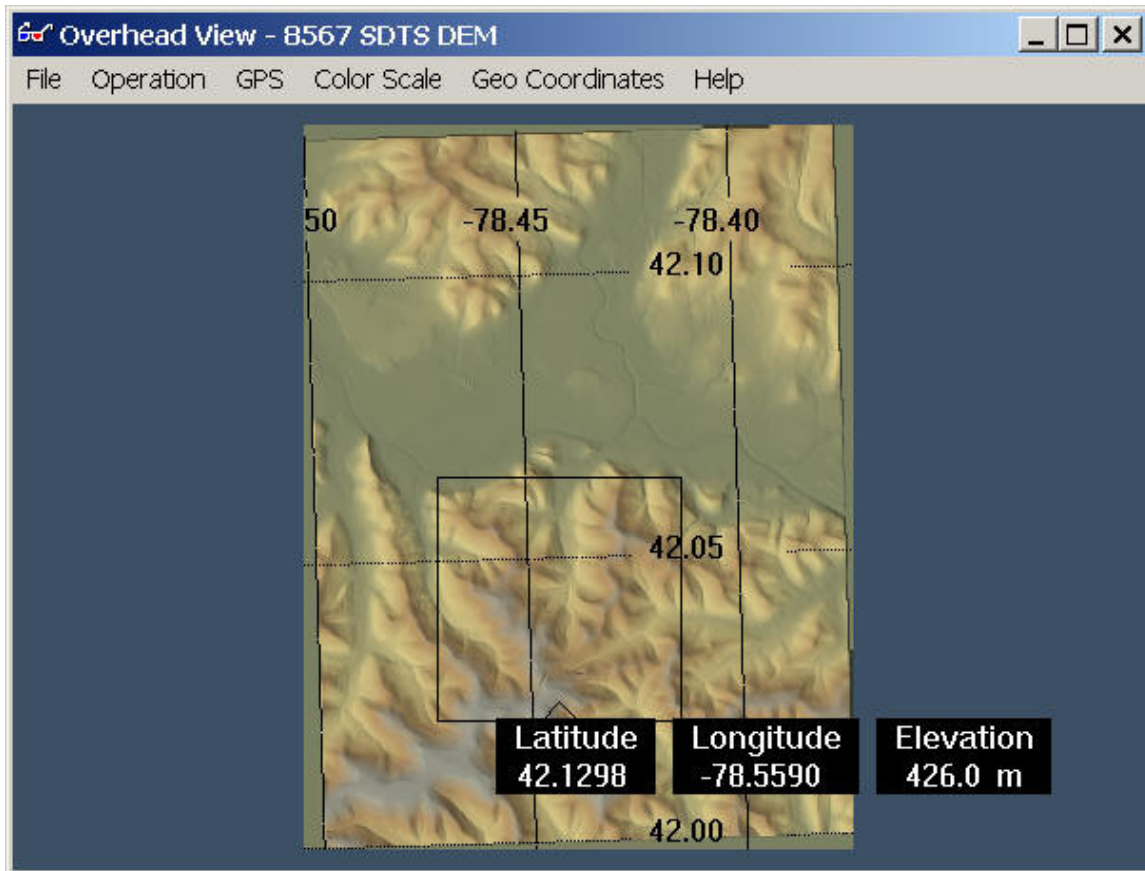 Overhead View - 8567 SDTS DEM
File Operation GPS Color Scale Geo Coordinates Help
50 -78.45 -78.40
42.10
42.05
Latitude Longitude Elevation
42.1298 -78.5590 426.0 m
42.00